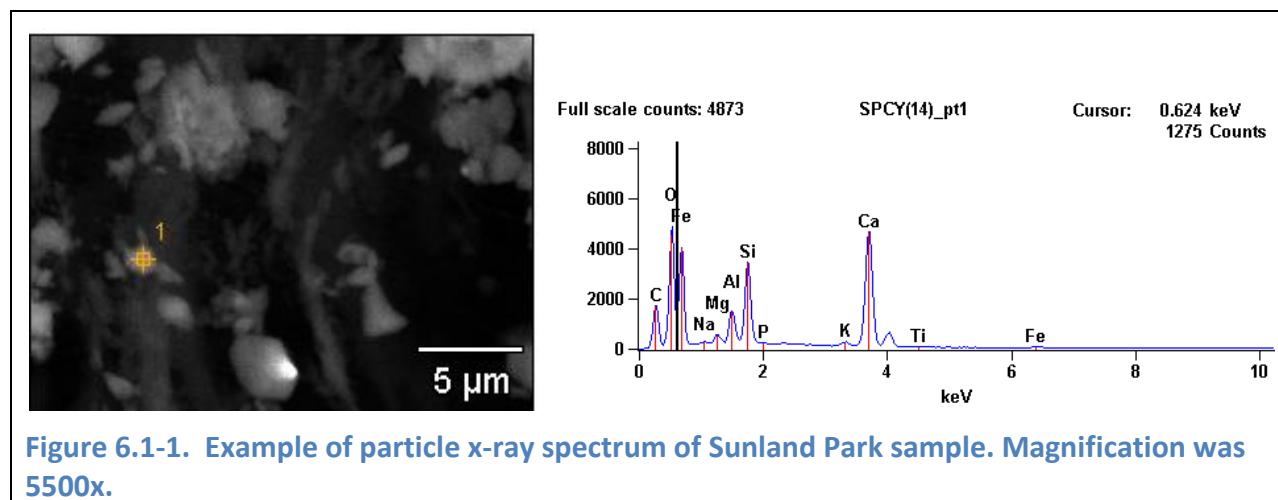 1
5 µm
Full scale counts: 4873 SPCY(14)_pt1 Cursor: 0.624 keV
1275 Counts
8000
6000
4000
2000
0
O
Fe
C
Na
Mg
Al
Si
P
K
Ca
Ti
Fe
0 2 4 6 8 10
keV
Figure 6.1-1. Example of particle x-ray spectrum of Sunland Park sample. Magnification was
5500x.